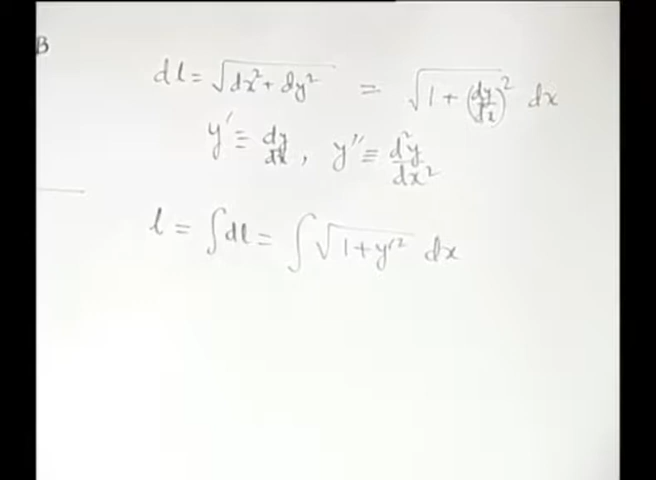 B
dl = √(dx² + dy²) = √(1 + (dy/dx)²) dx
y' ≡ dy/dx, y'' ≡ d²y/dx²
l = ∫dl = ∫√(1 + y'²) dx